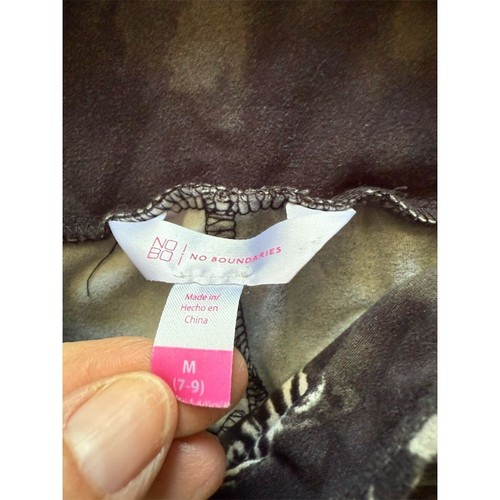 NO
BO
NO BOUNDARIES
Made in/
Hecho en
China
M
(7-9)